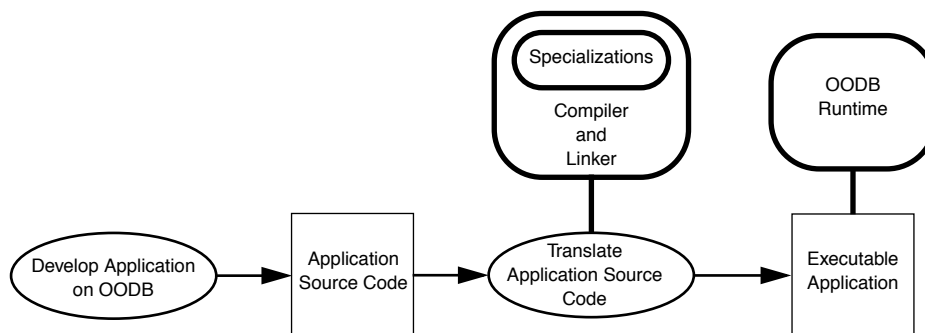 Specializations
Compiler
and
Linker
OODB
Runtime
Develop Application
on OODB
Application
Source Code
Translate
Application Source
Code
Executable
Application